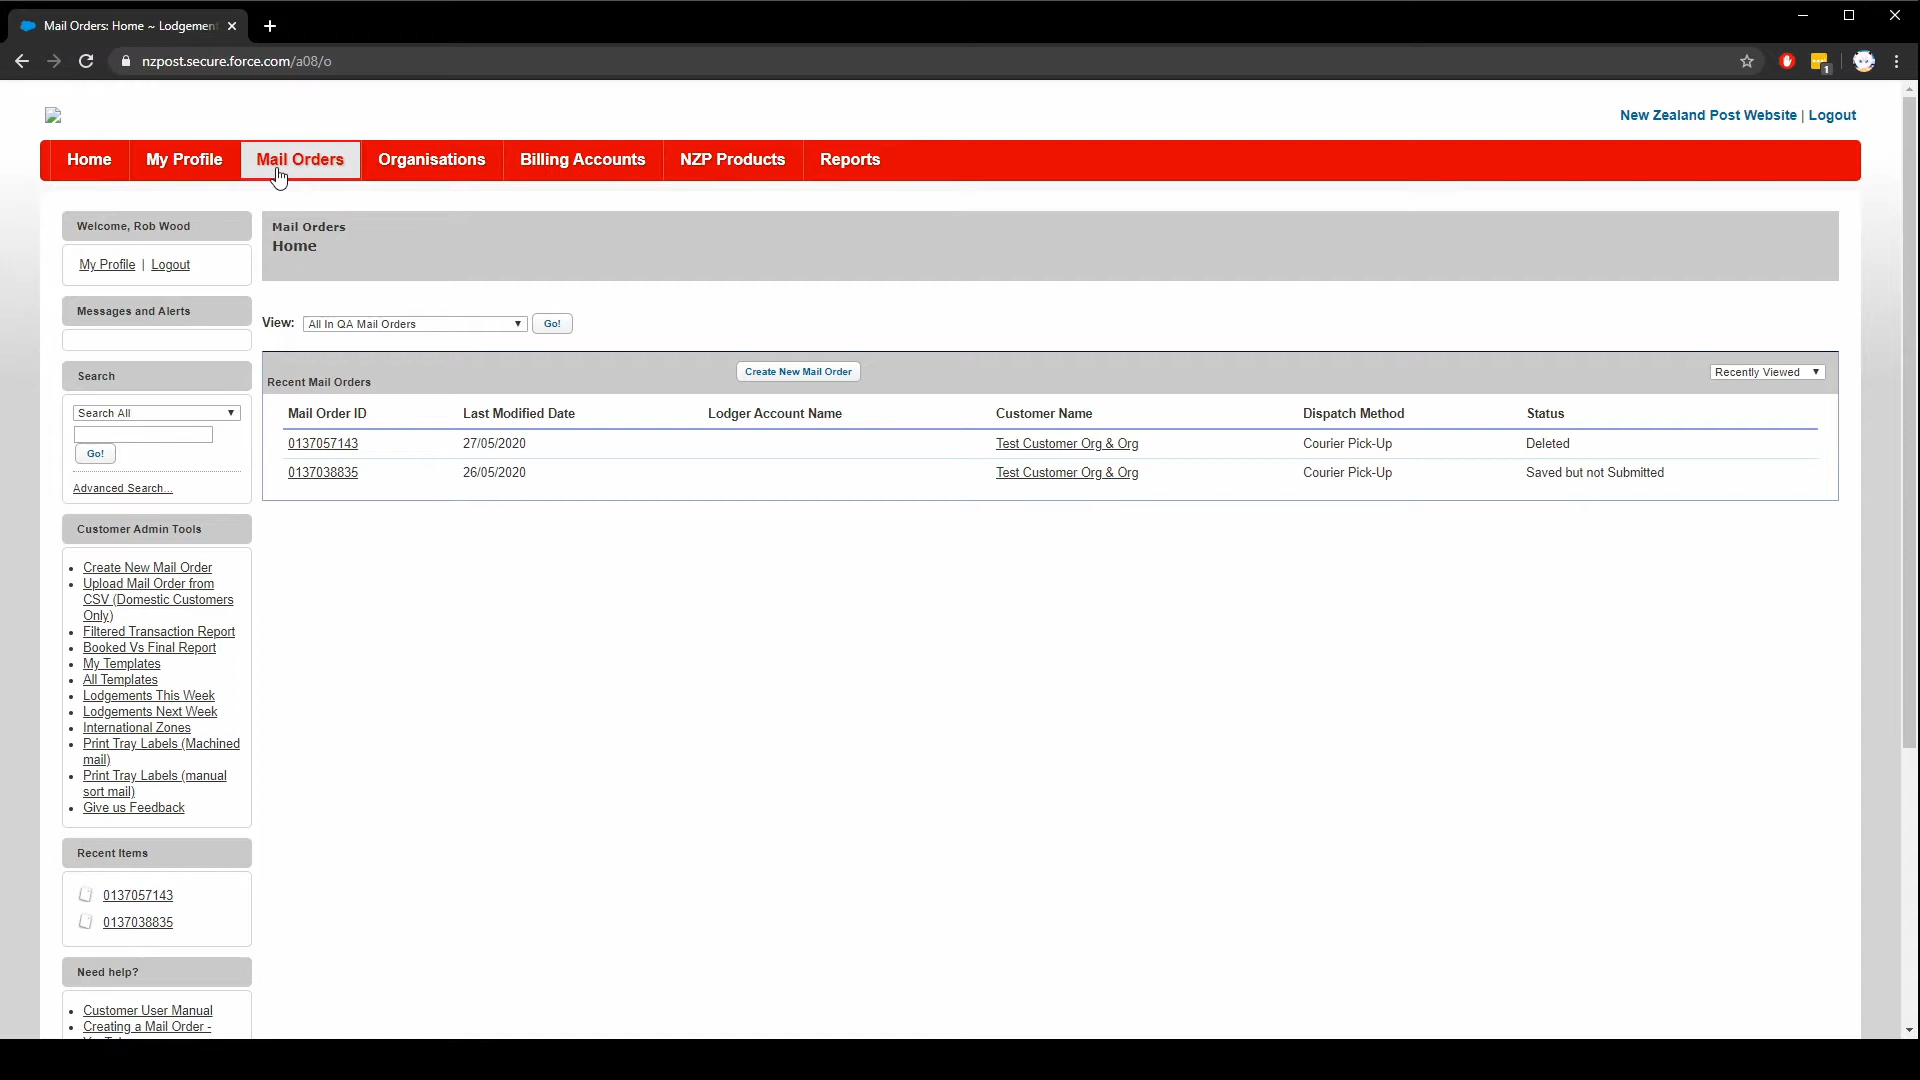 Mail Orders: Home ~ Lodgement
nzpost.secure.force.com/a08/o
1
New Zealand Post Website | Logout
Home My Profile Mail Orders Organisations Billing Accounts NZP Products Reports
Welcome, Rob Wood
My Profile | Logout
Messages and Alerts
Search
Search All
Go!
Advanced Search...
Customer Admin Tools
Create New Mail Order
Upload Mail Order from
CSV (Domestic Customers
Only)
Filtered Transaction Report
Booked Vs Final Report
My Templates
All Templates
Lodgements This Week
Lodgements Next Week
International Zones
Print Tray Labels (Machined
mail)
Print Tray Labels (manual
sort mail)
Give us Feedback
Recent Items
0137057143
0137038835
Need help?
Customer User Manual
Creating a Mail Order -
Mail Orders
Home
View: All In QA Mail Orders Go!
Recent Mail Orders Create New Mail Order Recently Viewed
Mail Order ID Last Modified Date Lodger Account Name Customer Name Dispatch Method Status
0137057143 27/05/2020 Test Customer Org & Org Courier Pick-Up Deleted
0137038835 26/05/2020 Test Customer Org & Org Courier Pick-Up Saved but not Submitted